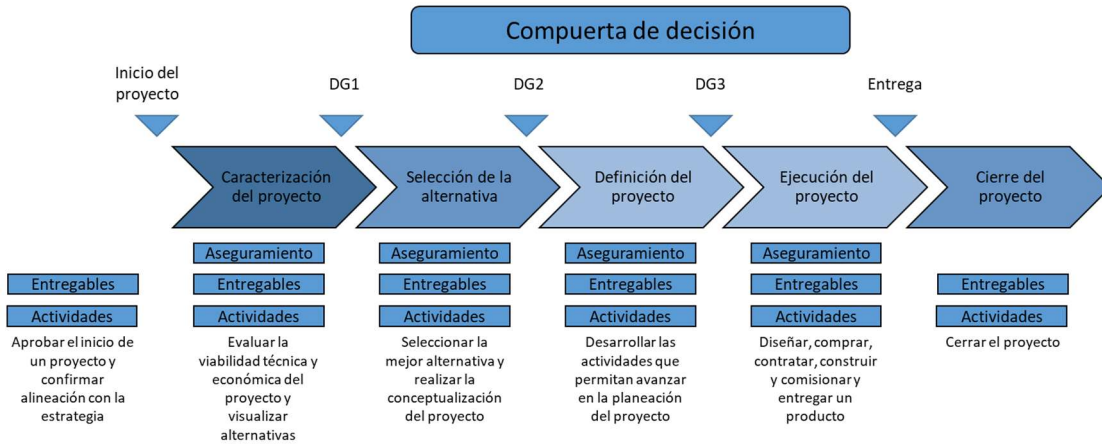 Compuerta de decisión
Inicio del
proyecto
DG1
DG2
DG3
Entrega
Caracterización
del proyecto
Selección de la
alternativa
Definición del
proyecto
Ejecución del
proyecto
Cierre del
proyecto
Aseguramiento
Aseguramiento
Aseguramiento
Aseguramiento
Entregables
Entregables
Entregables
Entregables
Entregables
Entregables
Actividades
Actividades
Actividades
Actividades
Actividades
Actividades
Aprobar el inicio de
un proyecto y
confirmar
alineación con la
estrategia
Evaluar la
viabilidad técnica y
económica del
proyecto y
visualizar
alternativas
Seleccionar la
mejor alternativa y
realizar la
conceptualización
del proyecto
Desarrollar las
actividades que
permitan avanzar
en la planeación
del proyecto
Diseñar, comprar,
contratar, construir
y comisionar y
entregar un
producto
Cerrar el proyecto